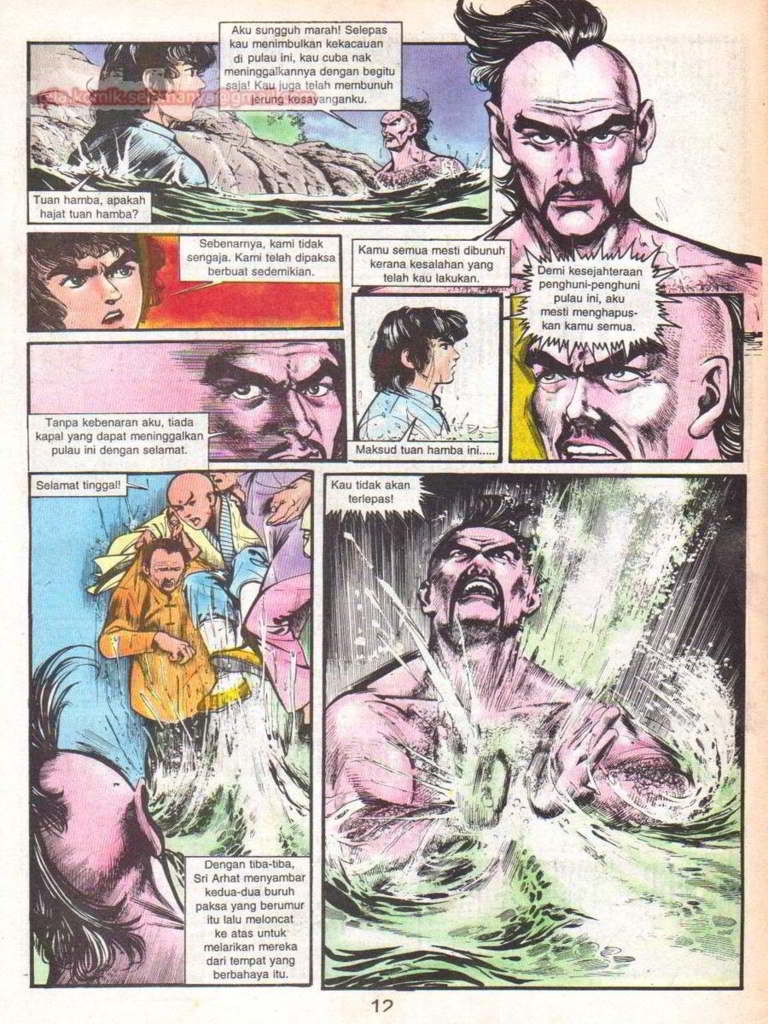 Aku sungguh marah! Selepas
kau menimbulkan kekacauan
di pulau ini, kau cuba nak
meninggalkannya dengan begitu
saja! Kau juga telah membunuh
jerung kesayanganku.
Tuan hamba, apakah
hajat tuan hamba?
Sebenarnya, kami tidak
sengaja. Kami telah dipaksa
berbuat sedemikian.
Kamu semua mesti dibunuh
kerana kesalahan yang
telah kau lakukan.
Demi kesejahteraan
penghuni-penghuni
pulau ini, aku
mesti menghapus-
kan kamu semua.
Tanpa kebenaran aku, tiada
kapal yang dapat meninggalkan
pulau ini dengan selamat.
Maksud tuan hamba ini.....
Selamat tinggal!
Kau tidak akan
terlepas!
Dengan tiba-tiba,
Sri Arhat menyambar
kedua-dua buruh
paksa yang berumur
itu lalu meloncat
ke atas untuk
melarikan mereka
dari tempat yang
berbahaya itu.
12